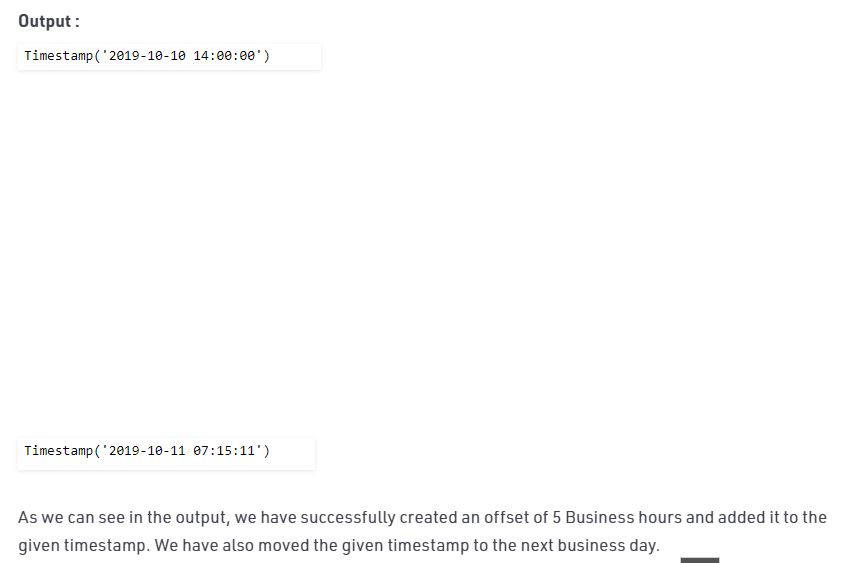 Output :
Timestamp('2019-10-10 14:00:00')
Timestamp('2019-10-11 07:15:11')
As we can see in the output, we have successfully created an offset of 5 Business hours and added it to the
given timestamp. We have also moved the given timestamp to the next business day.